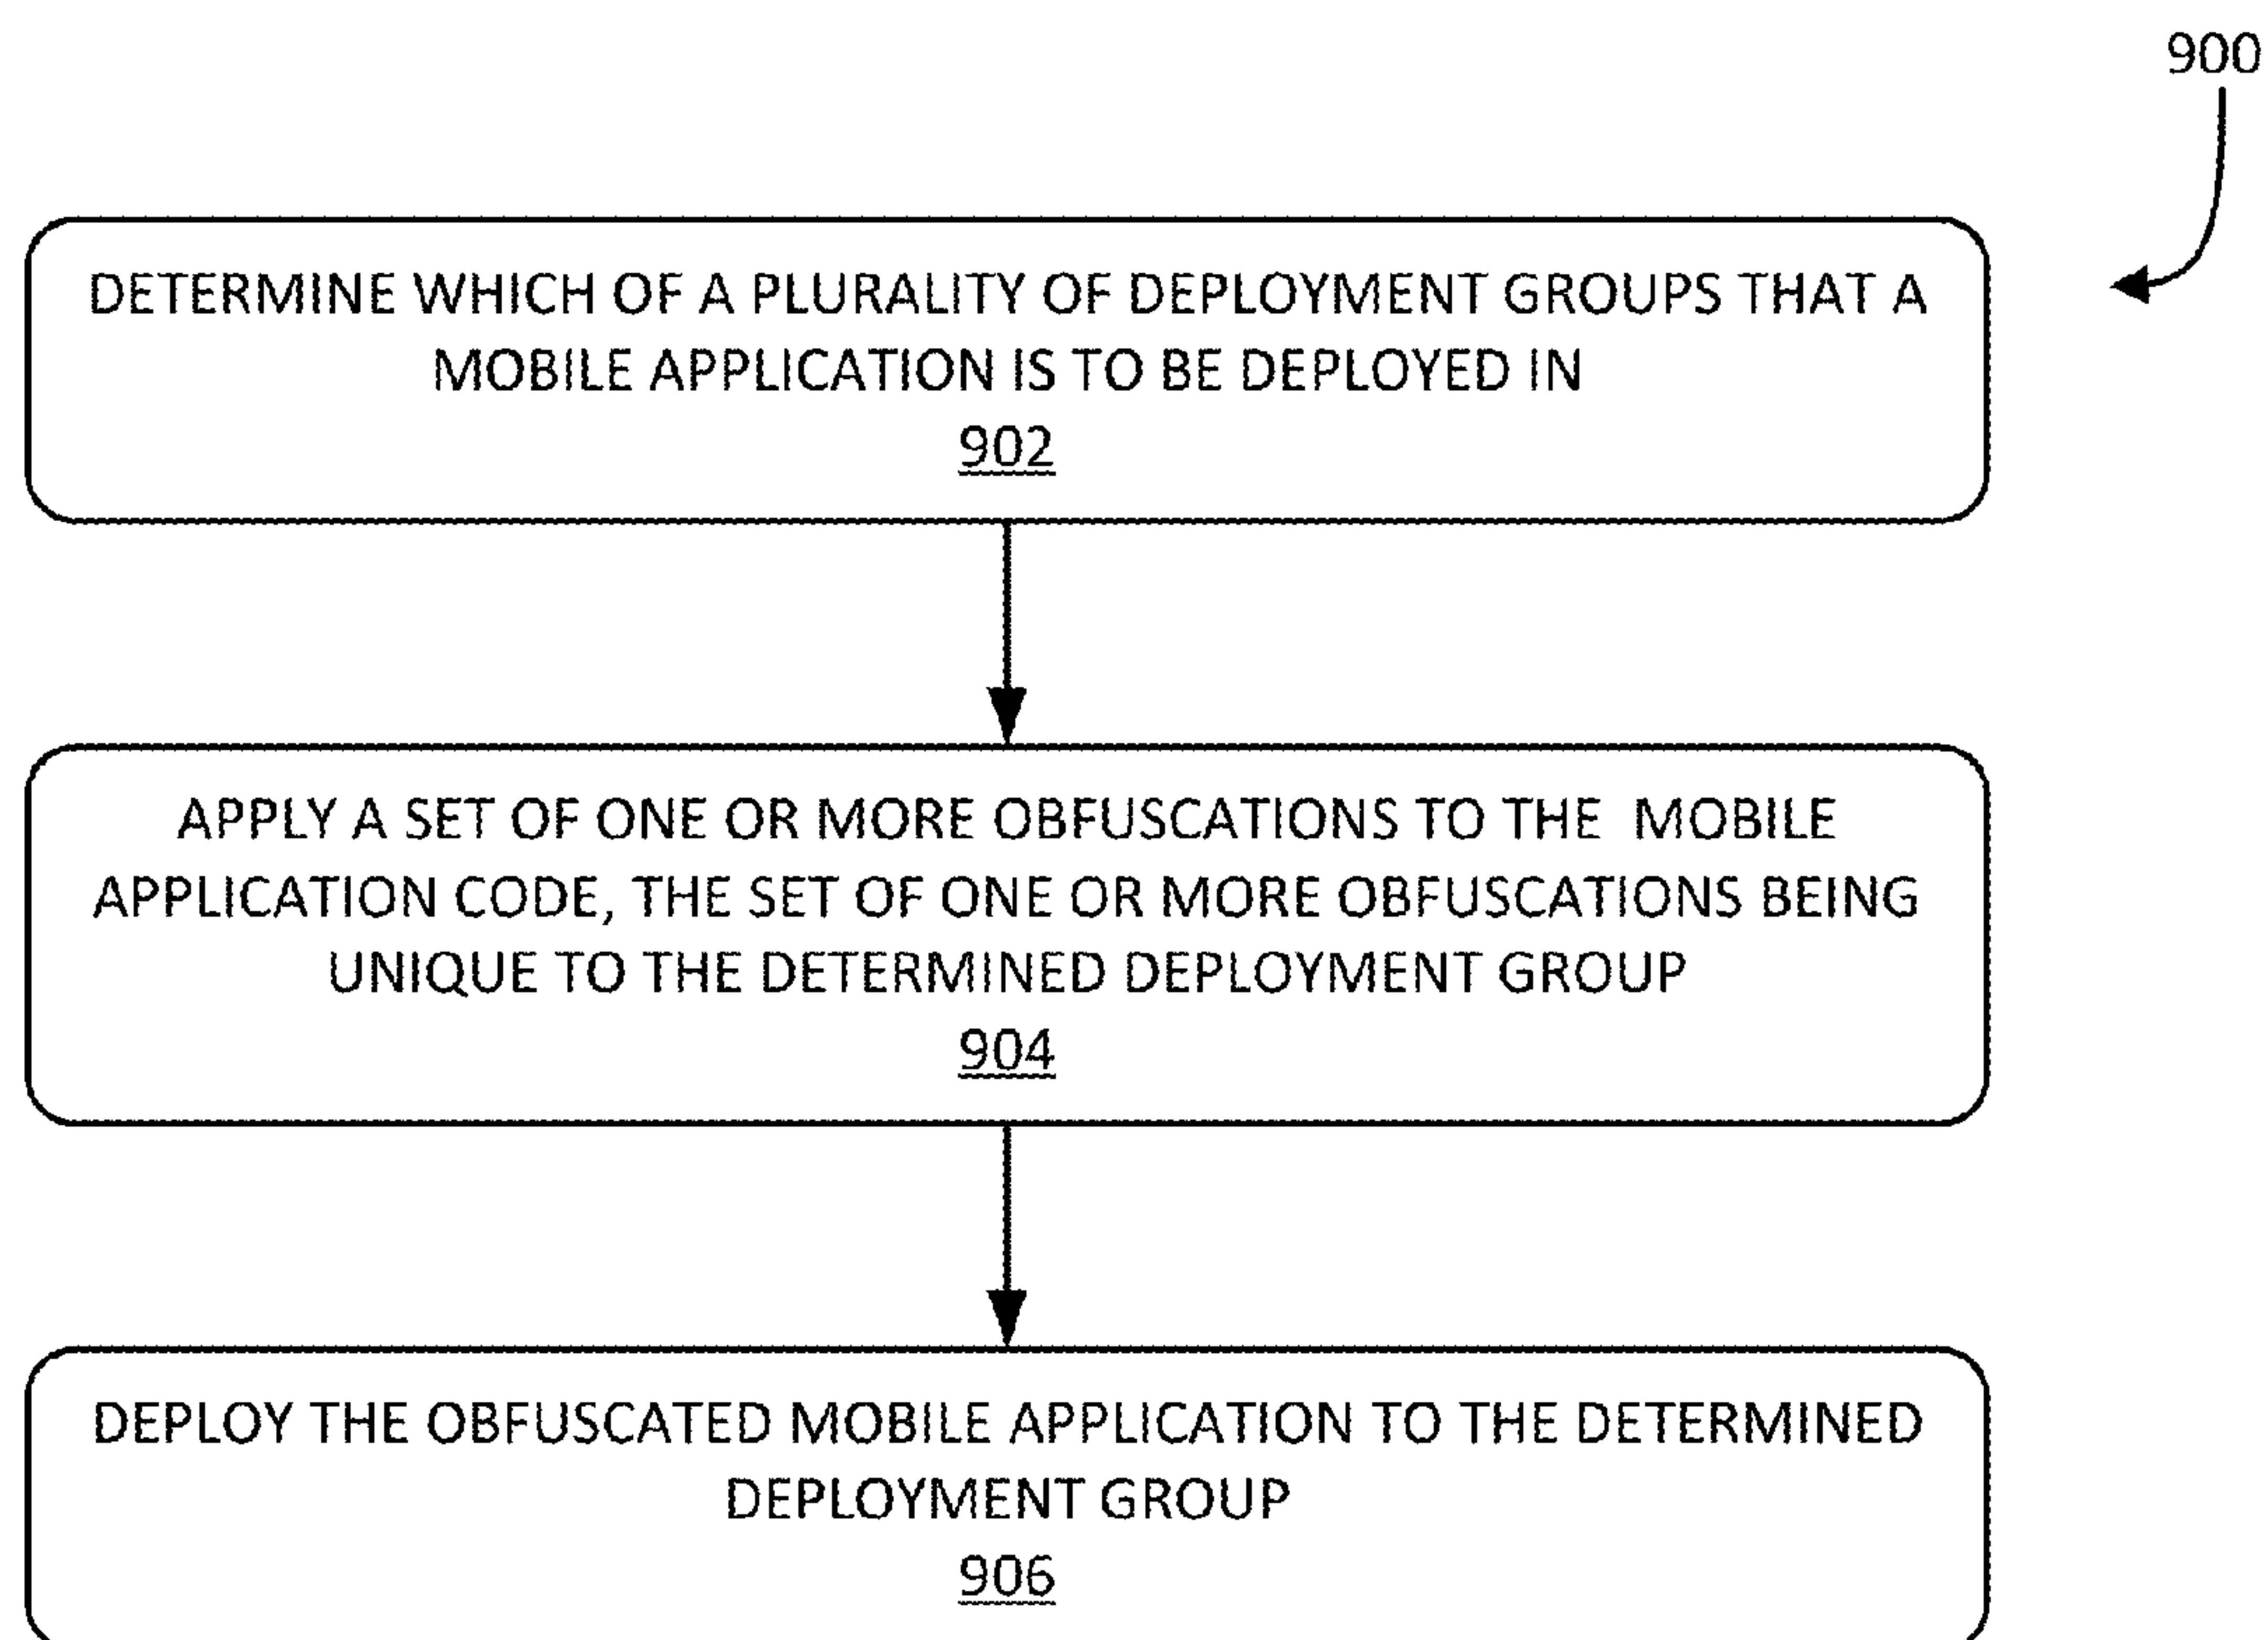 900
DETERMINE WHICH OF A PLURALITY OF DEPLOYMENT GROUPS THAT A
MOBILE APPLICATION IS TO BE DEPLOYED IN
902
APPLY A SET OF ONE OR MORE OBFUSCATIONS TO THE MOBILE
APPLICATION CODE, THE SET OF ONE OR MORE OBFUSCATIONS BEING
UNIQUE TO THE DETERMINED DEPLOYMENT GROUP
904
DEPLOY THE OBFUSCATED MOBILE APPLICATION TO THE DETERMINED
DEPLOYMENT GROUP
906